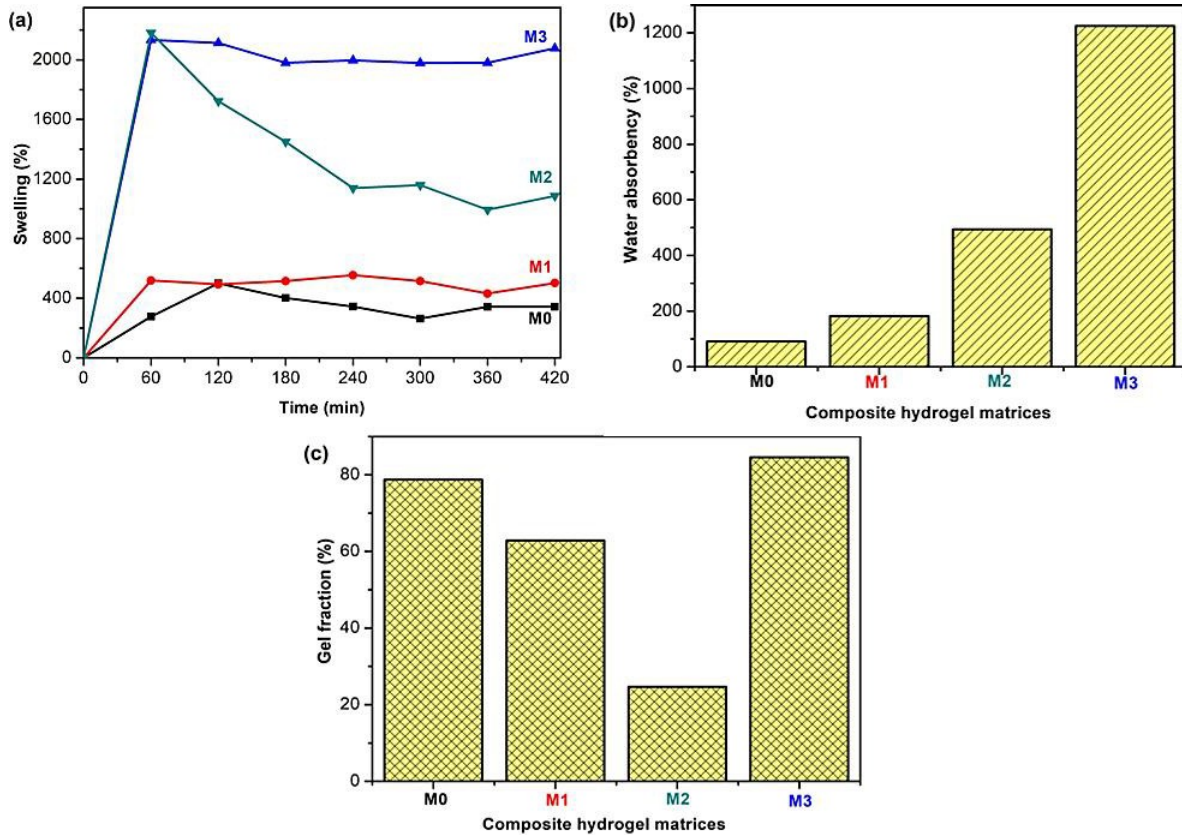 (a)
Swelling (%)
2000
1600
1200
800
400
0
M3
M2
M1
M0
0 60 120 180 240 300 360 420
Time (min)
(b)
Water absorbency (%)
1200
1000
800
600
400
200
0
M0 M1 M2 M3
Composite hydrogel matrices
(c)
Gel fraction (%)
80
60
40
20
0
M0 M1 M2 M3
Composite hydrogel matrices